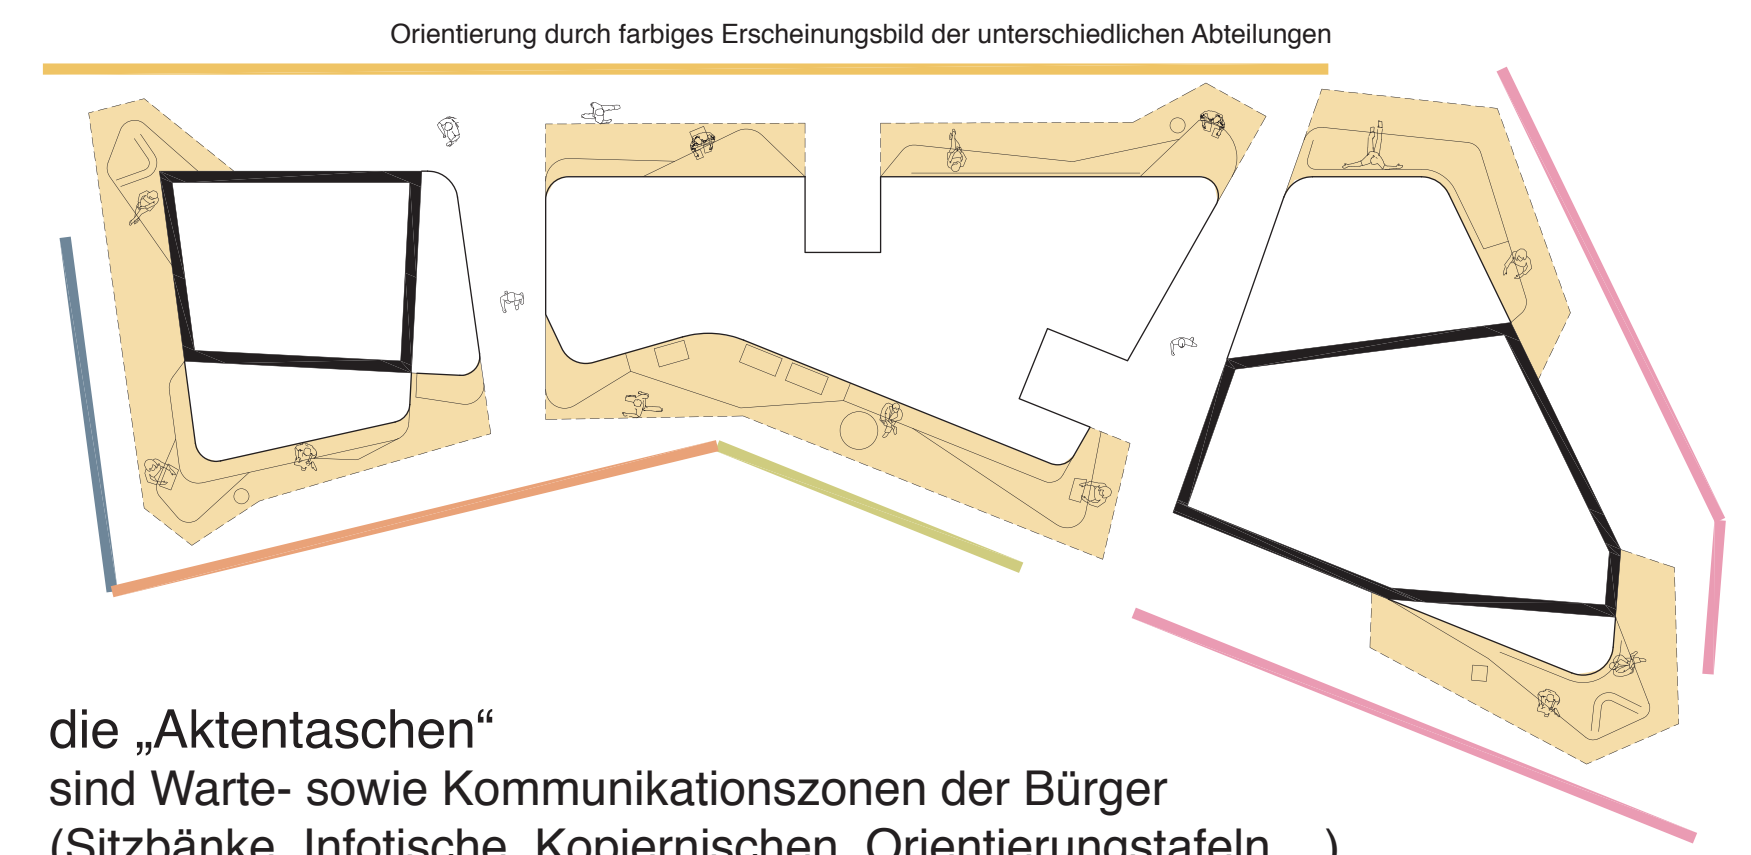 Orientierung durch farbiges Erscheinungsbild der unterschiedlichen Abteilungen
die „Aktentaschen“
sind Warte- sowie Kommunikationszonen der Bürger
(Sitzbänke, Infotische, Kopiernischen, Orientierungstafeln,...)